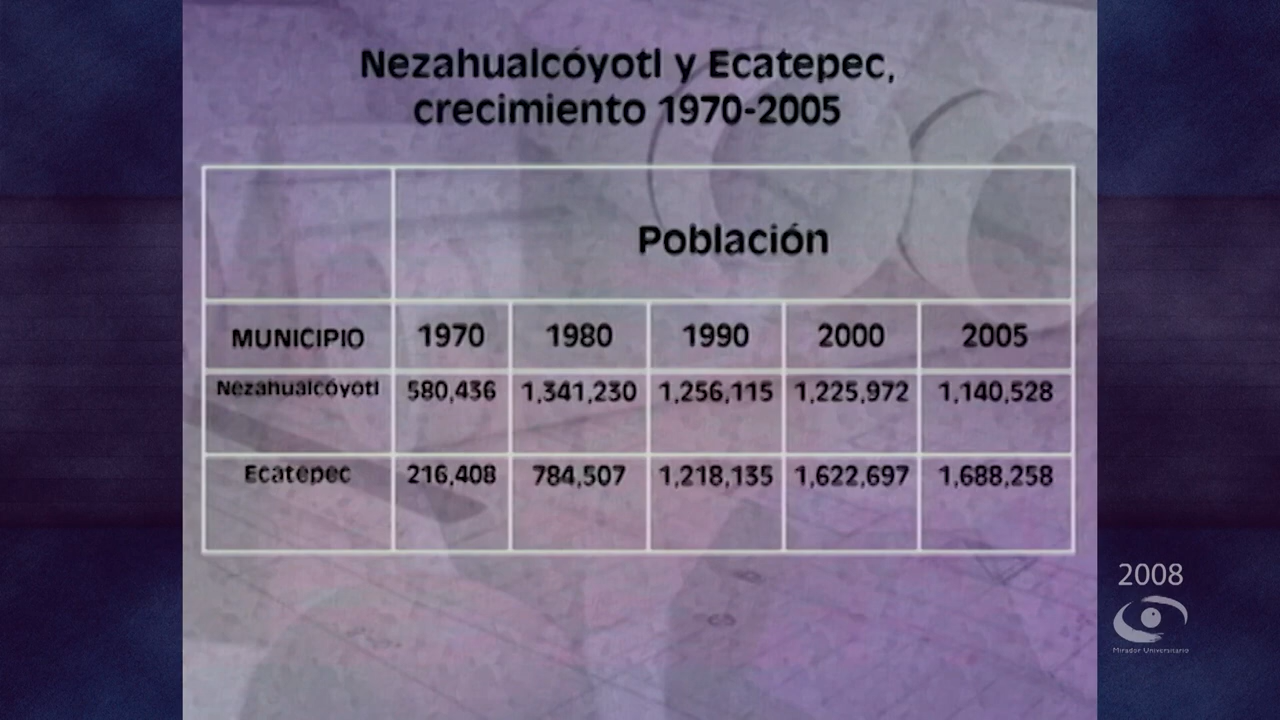 Nezahualcóyotl y Ecatepec,
crecimiento 1970-2005
Población
MUNICIPIO 1970 1980 1990 2000 2005
Nezahualcóyotl 580,436 1,341,230 1,256,115 1,225,972 1,140,528
Ecatepec 216,408 784,507 1,218,135 1,622,697 1,688,258
2008
Mirador Universitario